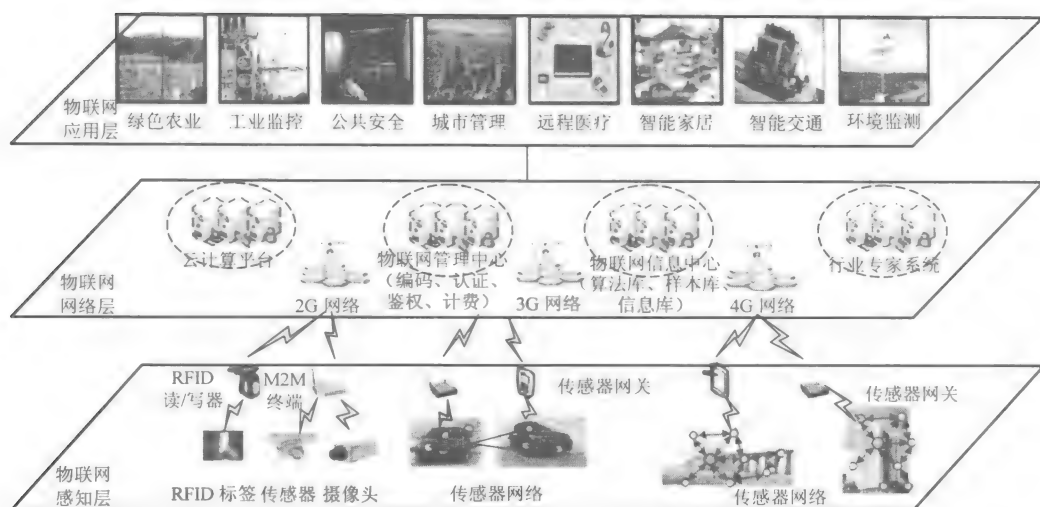 物联网
应用层
绿色农业 工业监控 公共安全 城市管理 远程医疗 智能家居 智能交通 环境监测
物联网
网络层
云计算平台
2G 网络
物联网管理中心
(编码、认证、
鉴权、计费)
3G 网络
物联网信息中心
(算法库、样本库、
信息库)
4G 网络
行业专家系统
物联网
感知层
RFID
读/写器
M2M
终端
传感器网关
传感器网关
RFID 标签 传感器 摄像头 传感器网络 传感器网络